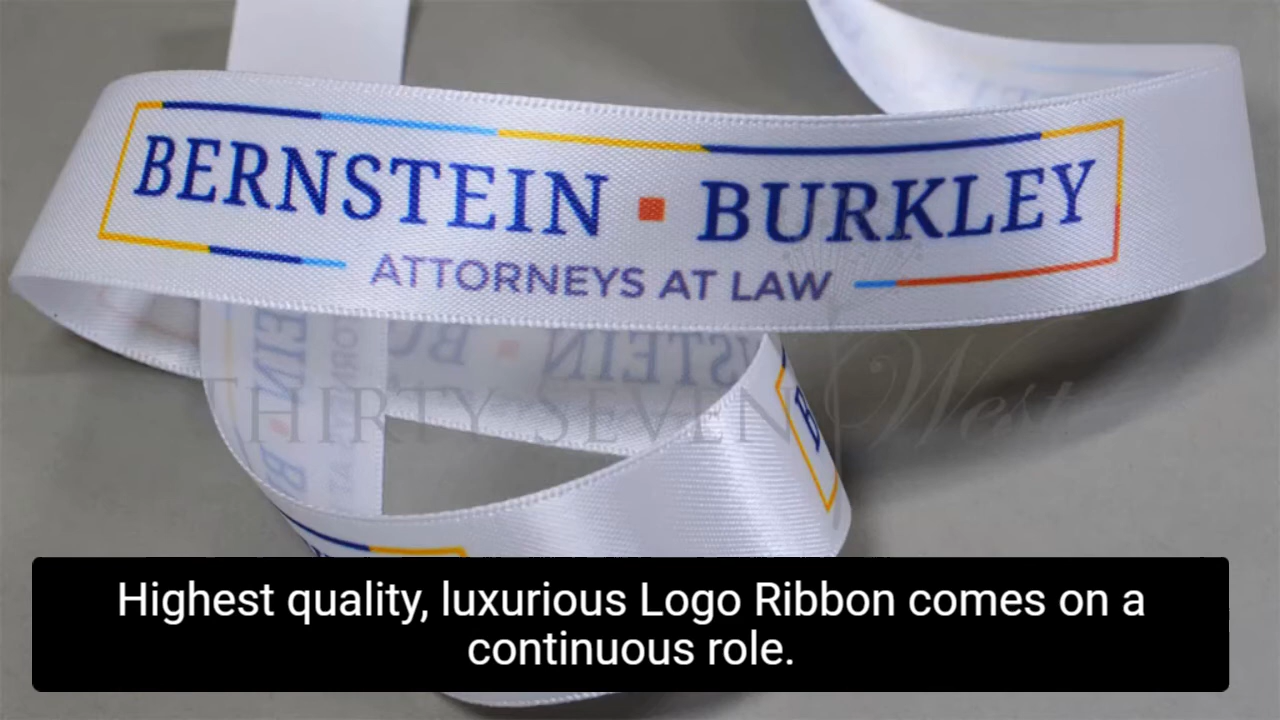 BERNSTEIN ▪ BURKLEY
ATTORNEYS AT LAW
THIRTY SEVEN West
Highest quality, luxurious Logo Ribbon comes on a
continuous role.